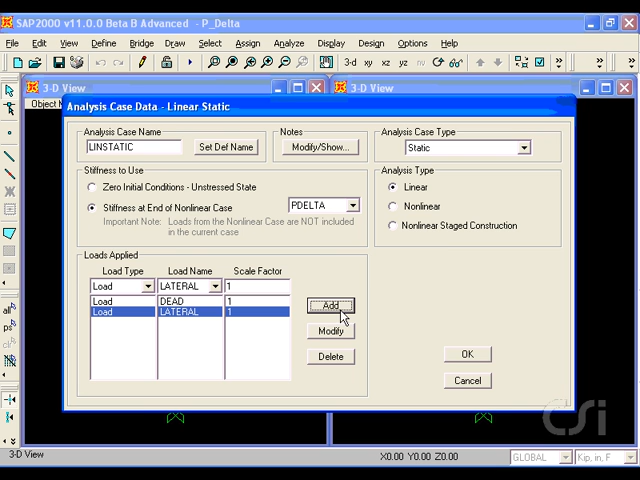 SAP2000 v11.0.0 Beta B Advanced - P_Delta
File Edit View Define Bridge Draw Select Assign Analyze Display Design Options Help
3-d xy xz yz
3-D View
3-D View
Analysis Case Data - Linear Static
Analysis Case Name
LINSTATIC
Set Def Name
Notes
Modify/Show...
Analysis Case Type
Static
Stiffness to Use
Zero Initial Conditions - Unstressed State
Stiffness at End of Nonlinear Case
PDELTA
Important Note: Loads from the Nonlinear Case are NOT included
in the current case
Analysis Type
Linear
Nonlinear
Nonlinear Staged Construction
Loads Applied
Load Type Load Name Scale Factor
Load LATERAL 1
Load DEAD 1
Load LATERAL 1
Add
Modify
Delete
OK
Cancel
all
ps
clr
CSi
3-D View
X0.00 Y0.00 Z0.00
GLOBAL
Kip, in, F